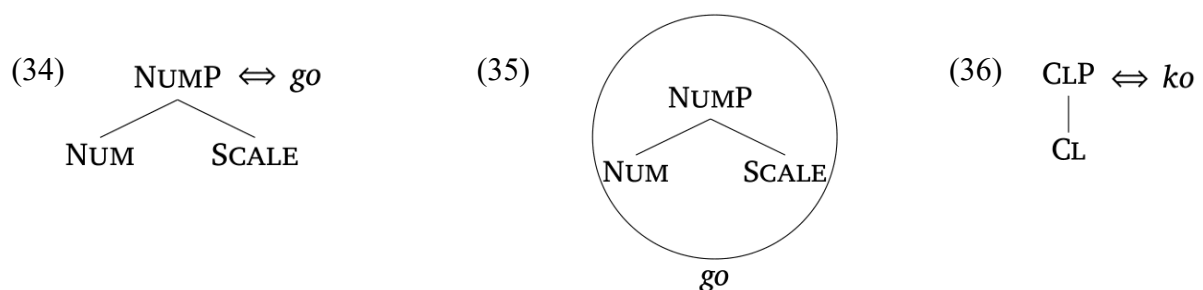 (34) NUMP ⇔ go
NUM SCALE
(35)
NUMP
NUM SCALE
go
(36) CLP ⇔ ko
CL